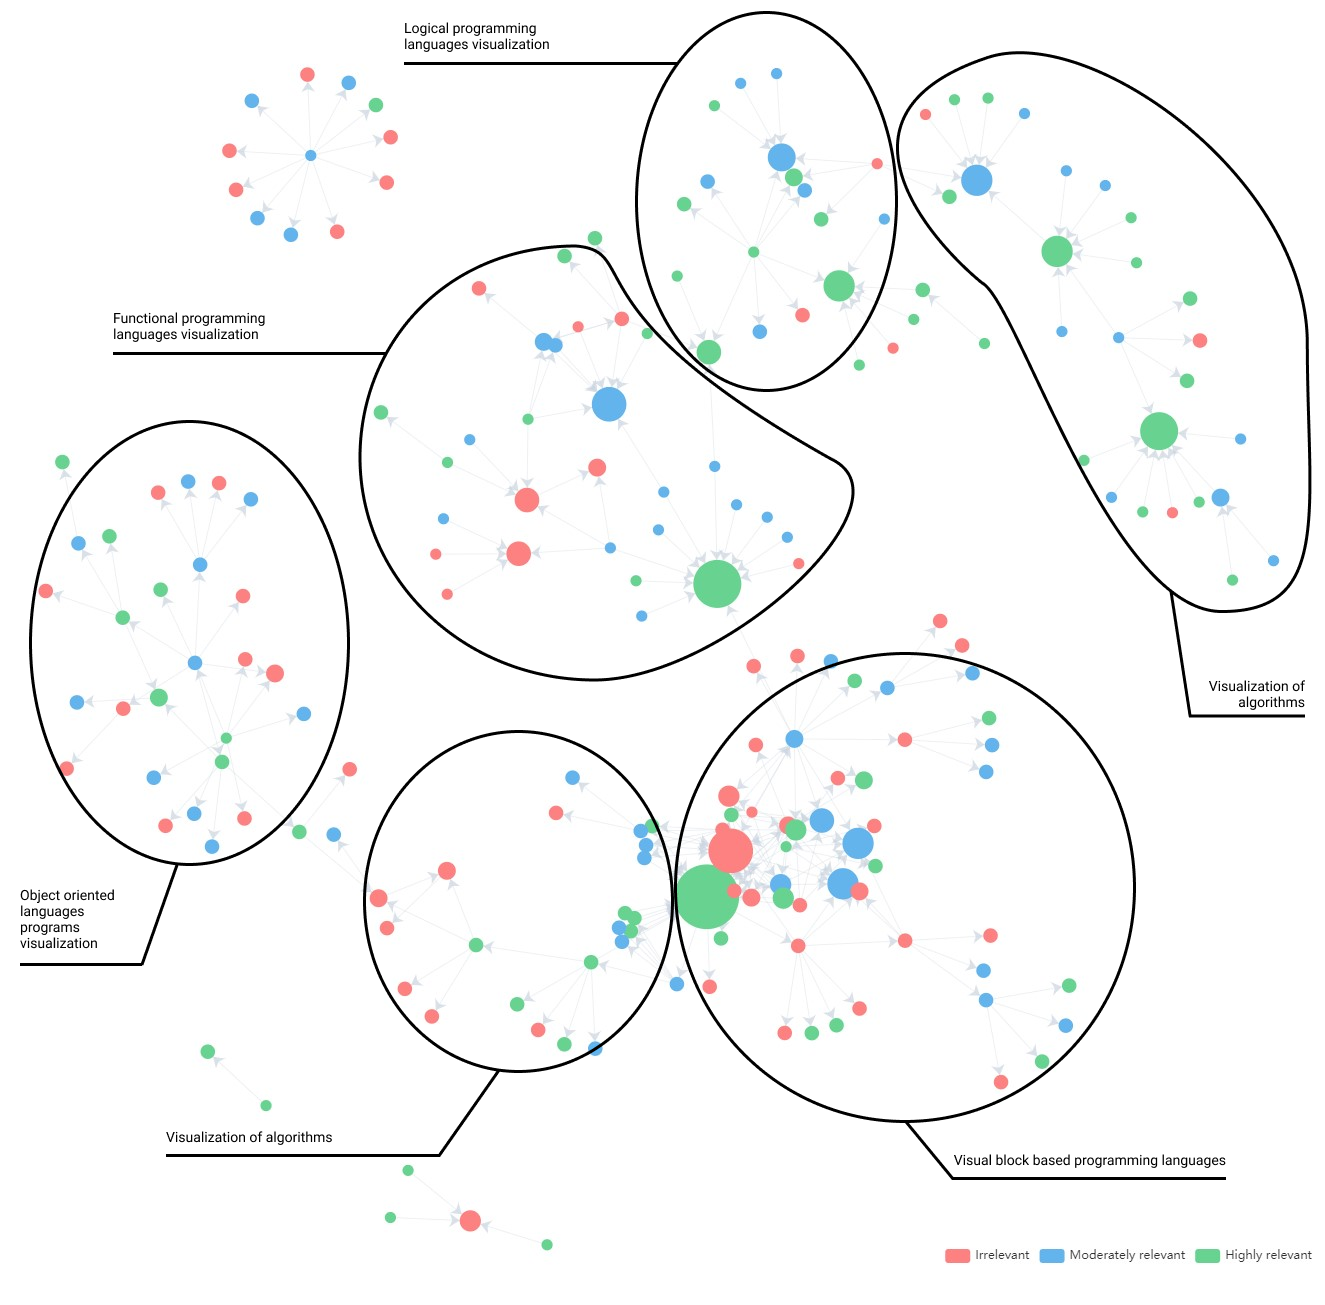 Logical programming
languages visualization
Functional programming
languages visualization
Visualization of
algorithms
Object oriented
languages
programs
visualization
Visualization of algorithms
Visual block based programming languages
Irrelevant
Moderately relevant
Highly relevant